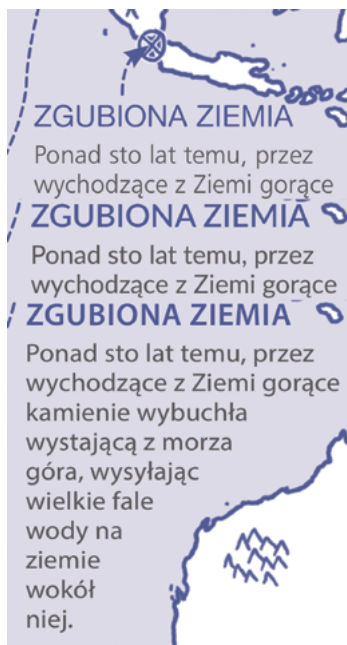 ZGUBIONA ZIEMIA
Ponad sto lat temu, przez
wychodzące z Ziemi gorące
ZGUBIONA ZIEMIA
Ponad sto lat temu, przez
wychodzące z Ziemi gorące
ZGUBIONA ZIEMIA
Ponad sto lat temu, przez
wychodzące z Ziemi gorące
kamienie wybuchła
wystającą z morza
góra, wysyłając
wielkie fale
wody na
ziemie
wokół
niej.